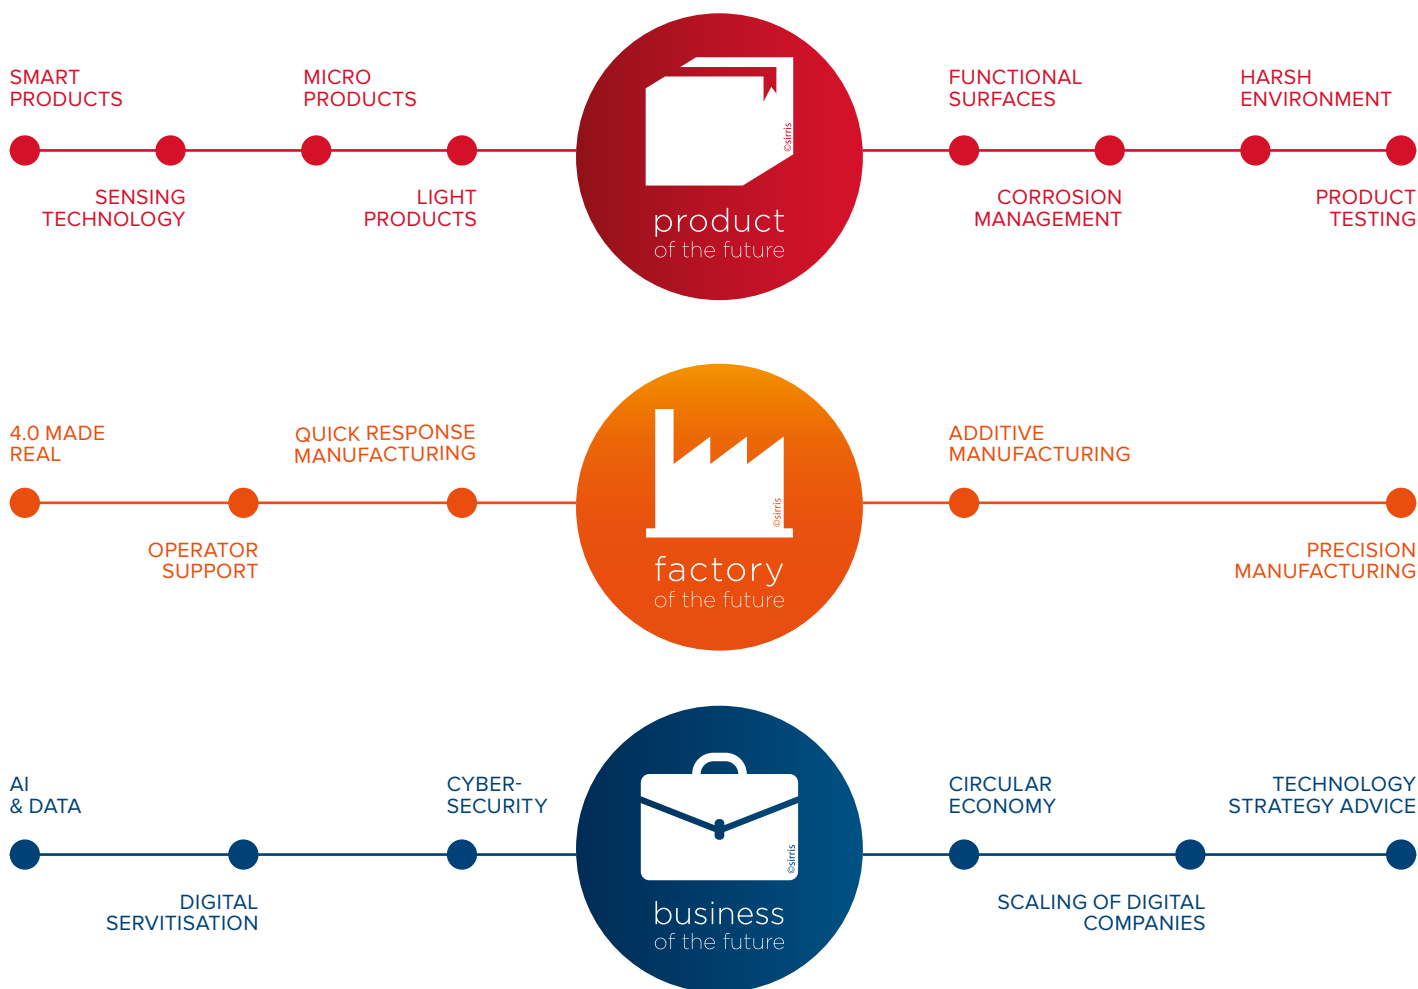 SMART
PRODUCTS
MICRO
PRODUCTS
FUNCTIONAL
SURFACES
HARSH
ENVIRONMENT
SENSING
TECHNOLOGY
LIGHT
PRODUCTS
©sirris
product
of the future
CORROSION
MANAGEMENT
PRODUCT
TESTING
4.0 MADE
REAL
QUICK RESPONSE
MANUFACTURING
ADDITIVE
MANUFACTURING
OPERATOR
SUPPORT
©sirris
factory
of the future
PRECISION
MANUFACTURING
AI
& DATA
CYBER-
SECURITY
CIRCULAR
ECONOMY
TECHNOLOGY
STRATEGY ADVICE
DIGITAL
SERVITISATION
©sirris
business
of the future
SCALING OF DIGITAL
COMPANIES